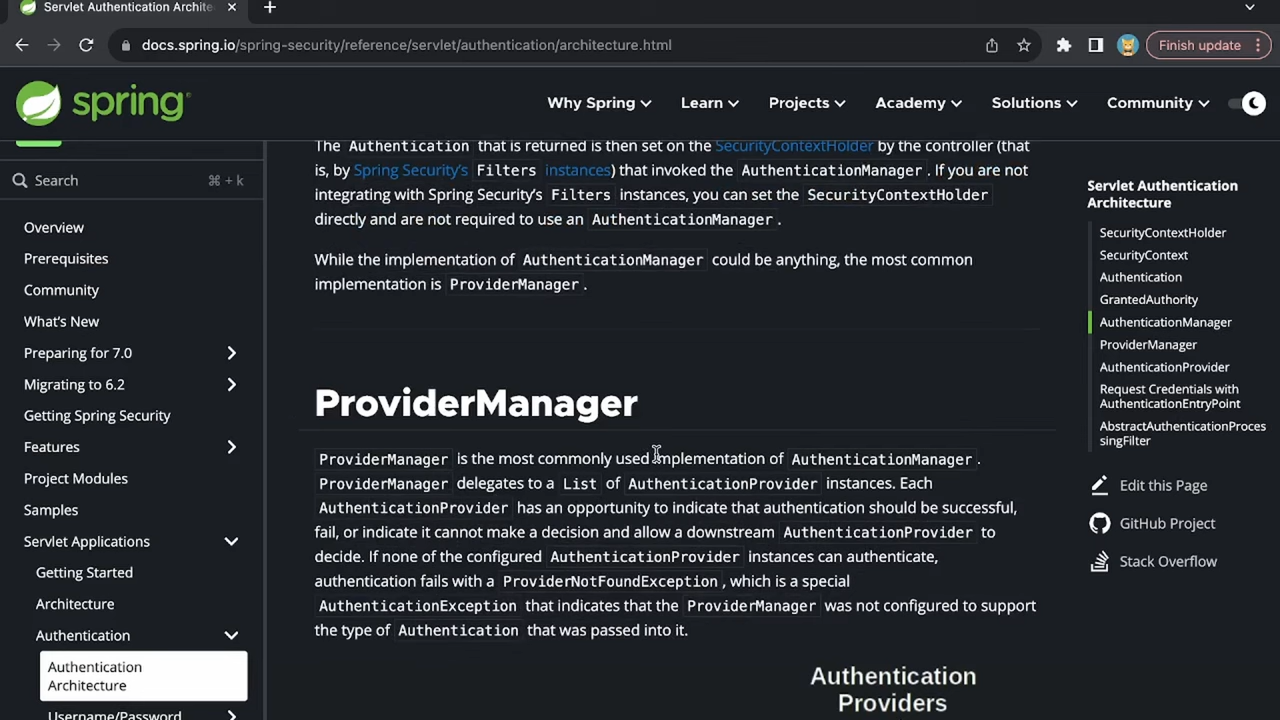 Servlet Authentication Archite
docs.spring.io/spring-security/reference/servlet/authentication/architecture.html
Finish update
spring
Why Spring
Learn
Projects
Academy
Solutions
Community
Search
⌘ + k
Overview
Prerequisites
Community
What's New
Preparing for 7.0
Migrating to 6.2
Getting Spring Security
Features
Project Modules
Samples
Servlet Applications
Getting Started
Architecture
Authentication
Authentication
Architecture
Username/Password
The Authentication that is returned is then set on the SecurityContextHolder by the controller (that
is, by Spring Security's Filters instances) that invoked the AuthenticationManager. If you are not
integrating with Spring Security's Filters instances, you can set the SecurityContextHolder
directly and are not required to use an AuthenticationManager.
While the implementation of AuthenticationManager could be anything, the most common
implementation is ProviderManager.
ProviderManager
ProviderManager is the most commonly used implementation of AuthenticationManager.
ProviderManager delegates to a List of AuthenticationProvider instances. Each
AuthenticationProvider has an opportunity to indicate that authentication should be successful,
fail, or indicate it cannot make a decision and allow a downstream AuthenticationProvider to
decide. If none of the configured AuthenticationProvider instances can authenticate,
authentication fails with a ProviderNotFoundException, which is a special
AuthenticationException that indicates that the ProviderManager was not configured to support
the type of Authentication that was passed into it.
Authentication
Providers
Servlet Authentication
Architecture
SecurityContextHolder
SecurityContext
Authentication
GrantedAuthority
AuthenticationManager
ProviderManager
AuthenticationProvider
Request Credentials with
AuthenticationEntryPoint
AbstractAuthenticationProces
singFilter
Edit this Page
GitHub Project
Stack Overflow